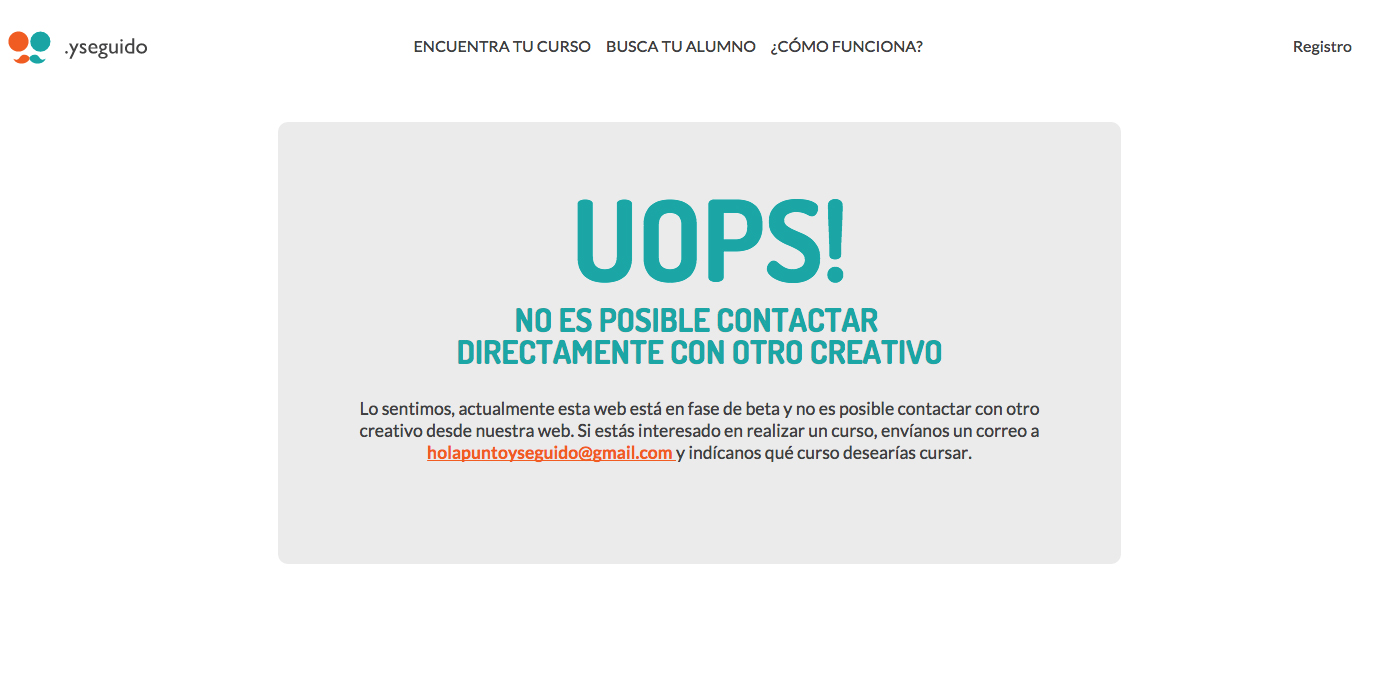 .yseguido
ENCUENTRA TU CURSO BUSCA TU ALUMNO ¿CÓMO FUNCIONA?
Registro
UOPS!
NO ES POSIBLE CONTACTAR
DIRECTAMENTE CON OTRO CREATIVO
Lo sentimos, actualmente esta web está en fase de beta y no es posible contactar con otro
creativo desde nuestra web. Si estás interesado en realizar un curso, envíanos un correo a
holapuntoyseguido@gmail.com y indícanos qué curso desearías cursar.